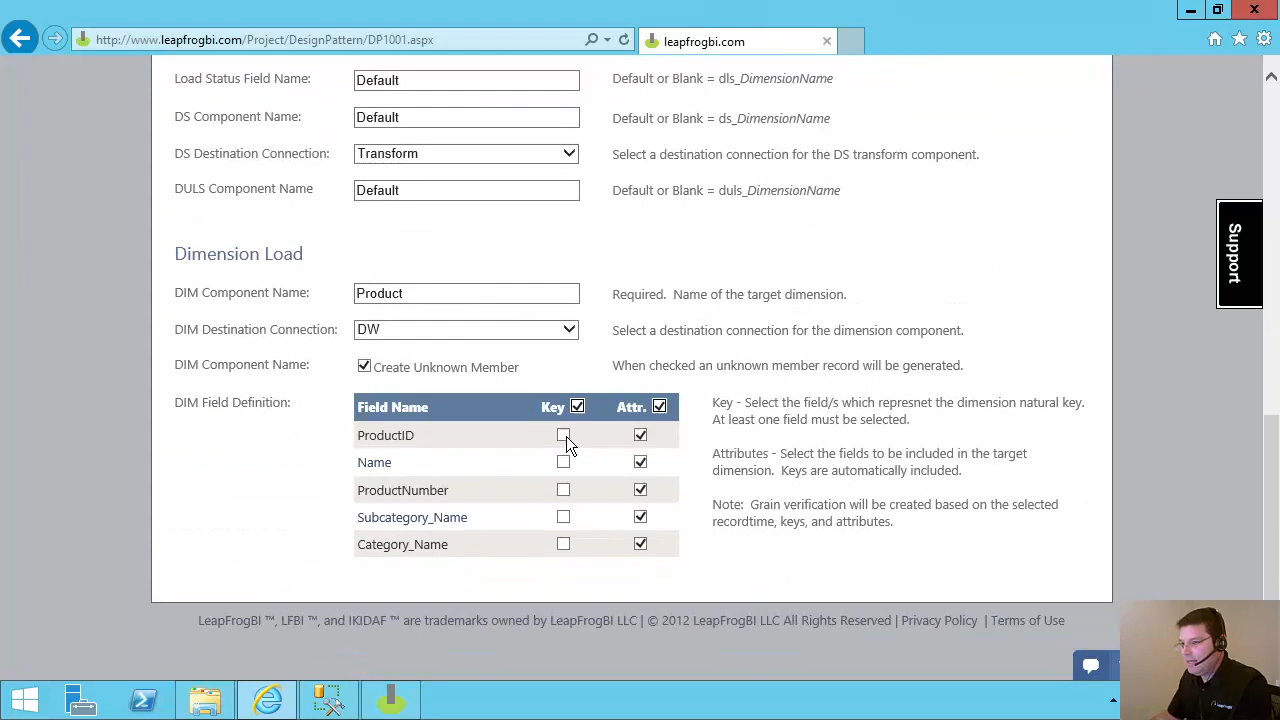 http://www.leapfrogbi.com/Project/DesignPattern/DP1001.aspx
leapfrogbi.com
Load Status Field Name: Default Default or Blank = dls_DimensionName
DS Component Name: Default Default or Blank = ds_DimensionName
DS Destination Connection: Transform Select a destination connection for the DS transform component.
DULS Component Name Default Default or Blank = duls_DimensionName
Support
Dimension Load
DIM Component Name: Product Required. Name of the target dimension.
DIM Destination Connection: DW Select a destination connection for the dimension component.
DIM Component Name: Create Unknown Member When checked an unknown member record will be generated.
DIM Field Definition: Field Name Key Attr.
ProductID
Name
ProductNumber
Subcategory_Name
Category_Name
Key - Select the field/s which represnet the dimension natural key.
At least one field must be selected.
Attributes - Select the fields to be included in the target
dimension. Keys are automatically included.
Note: Grain verification will be created based on the selected
recordtime, keys, and attributes.
LeapFrogBI ™, LFBI ™, and IKIDAF ™ are trademarks owned by LeapFrogBI LLC | © 2012 LeapFrogBI LLC All Rights Reserved | Privacy Policy | Terms of Use